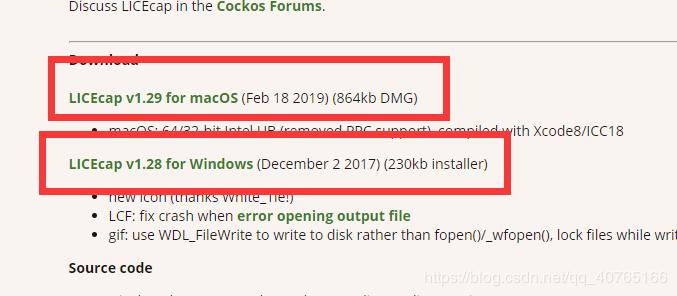 Discuss LICEcap in the Cockos Forums.
Download
LICEcap v1.29 for macOS (Feb 18 2019) (864kb DMG)
• macOS: 64/32-bit Intel UB (removed PPC support), compiled with Xcode8/ICC18
LICEcap v1.28 for Windows (December 2 2017) (230kb installer)
• new icon (thanks White_Tie!)
• LCF: fix crash when error opening output file
• gif: use WDL_FileWrite to write to disk rather than fopen()/_wfopen(), lock files while
Source code
https://blog.csdn.net/qq_40765166